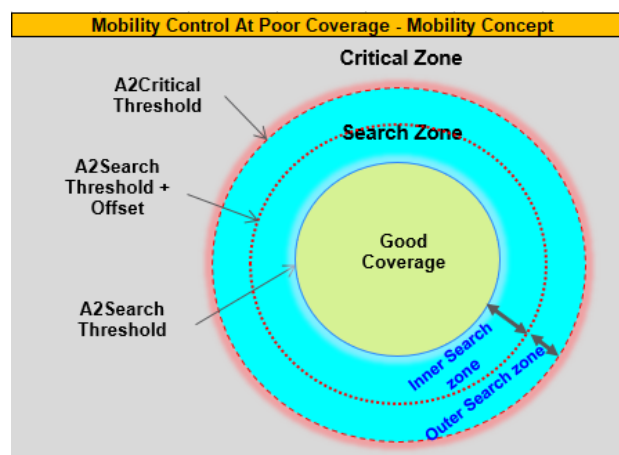 Mobility Control At Poor Coverage - Mobility Concept
Critical Zone
A2Critical
Threshold
Search Zone
A2Search
Threshold +
Offset
Good
Coverage
A2Search
Threshold
Inner Search
zone
Outer Search zone